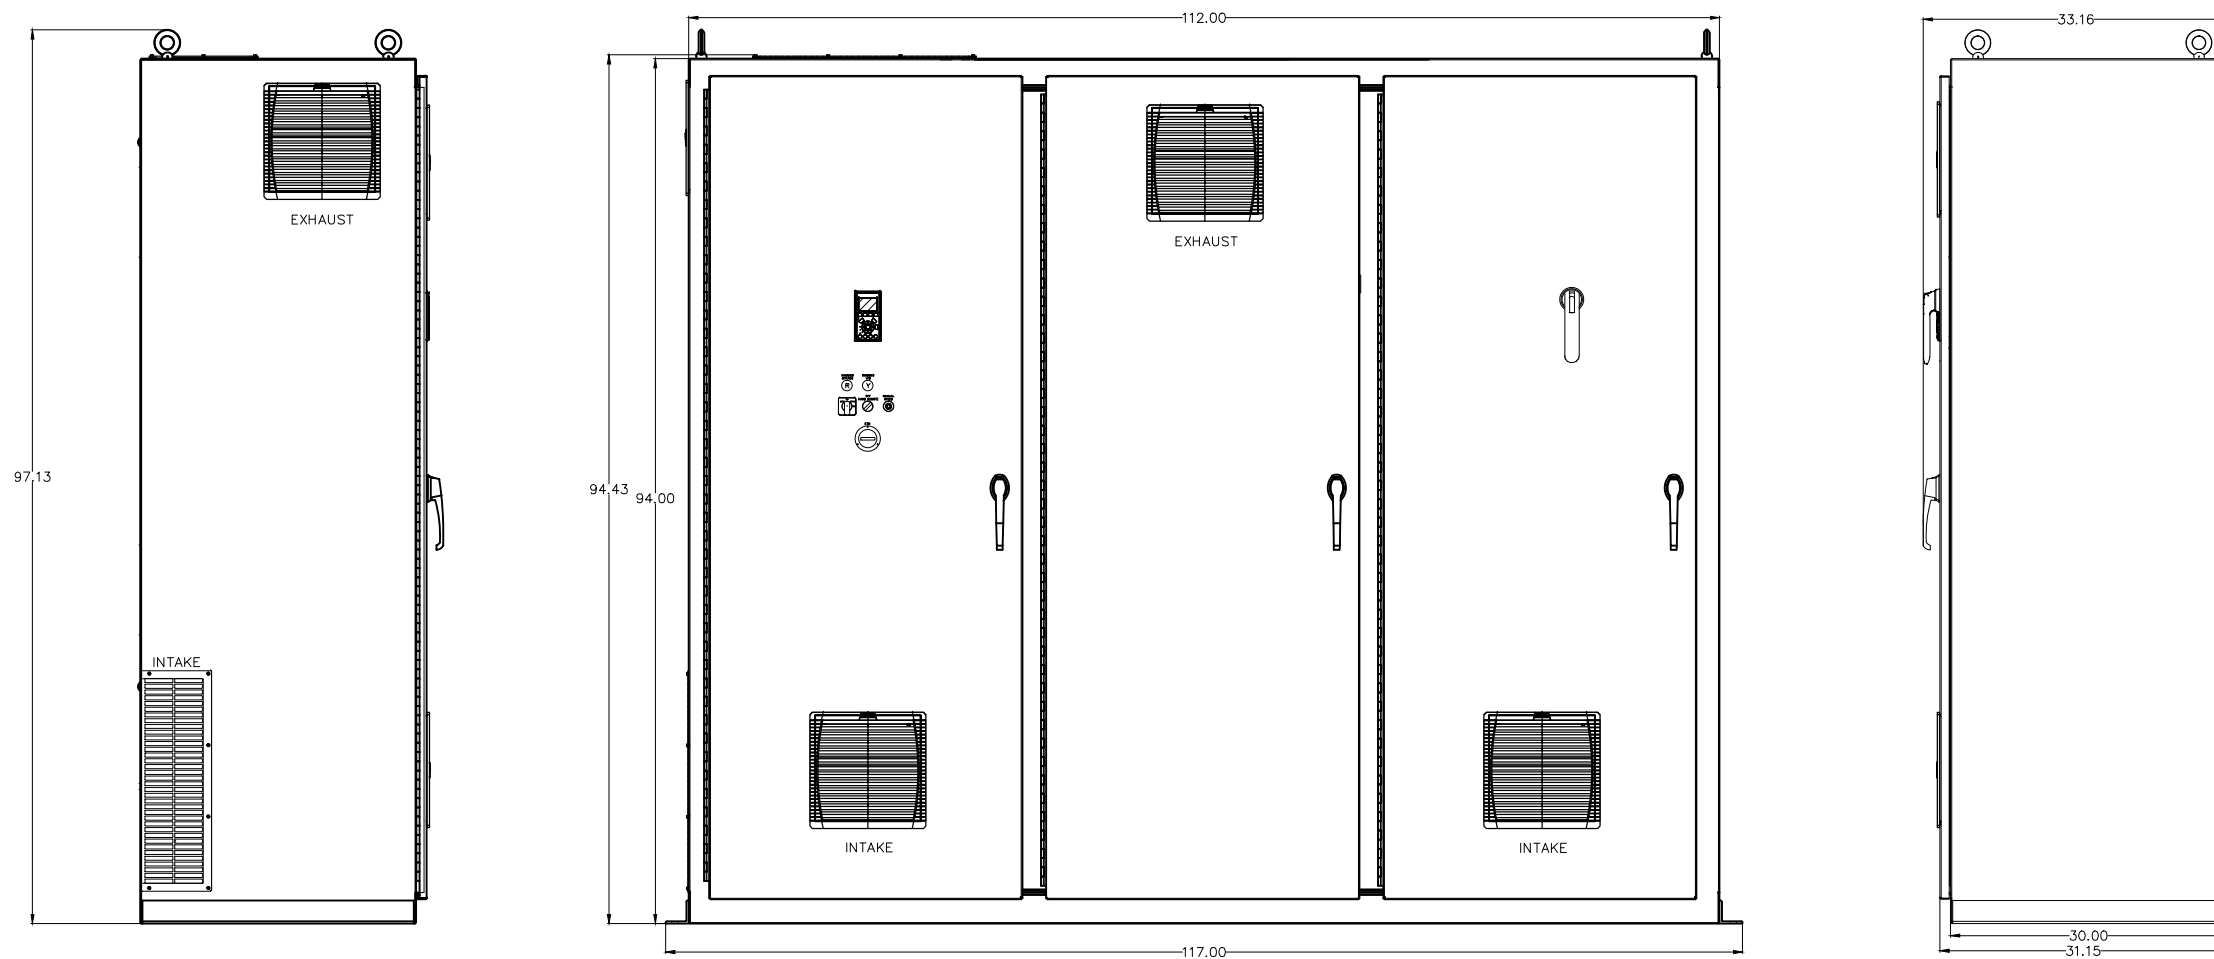 112.00
33.16
EXHAUST
EXHAUST
R
Y
97.13
94.43
94.00
INTAKE
INTAKE
INTAKE
30.00
31.15
117.00